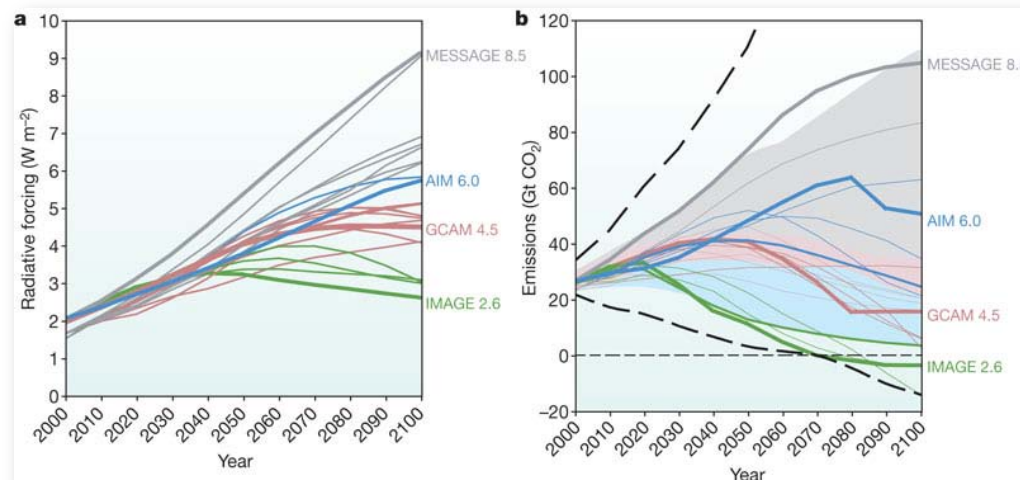 a
10
9
8
7
6
5
4
3
2
1
0
Radiative forcing (W m–2)
MESSAGE 8.5
AIM 6.0
GCAM 4.5
IMAGE 2.6
2000
2010
2020
2030
2040
2050
2060
2070
2080
2090
2100
Year
b
120
100
80
60
40
20
0
–20
Emissions (Gt CO2)
MESSAGE 8.
AIM 6.0
GCAM 4.5
IMAGE 2.6
2000
2010
2020
2030
2040
2050
2060
2070
2080
2090
2100
Year